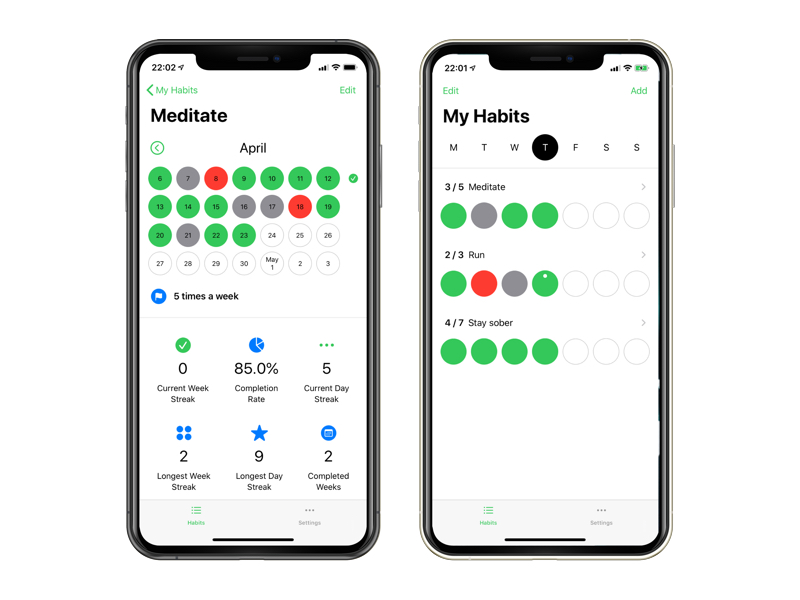 22:02
My Habits
Edit
Meditate
April
6 7 8 9 10 11 12
13 14 15 16 17 18 19
20 21 22 23 24 25 26
27 28 29 30 May 1 2 3
5 times a week
0 85.0% 5
Current Week Streak
Completion Rate
Current Day Streak
2 9 2
Longest Week Streak
Longest Day Streak
Completed Weeks
Habits
Settings
22:01
Edit
Add
My Habits
M T W T F S S
3 / 5 Meditate
2 / 3 Run
4 / 7 Stay sober
Habits
Settings